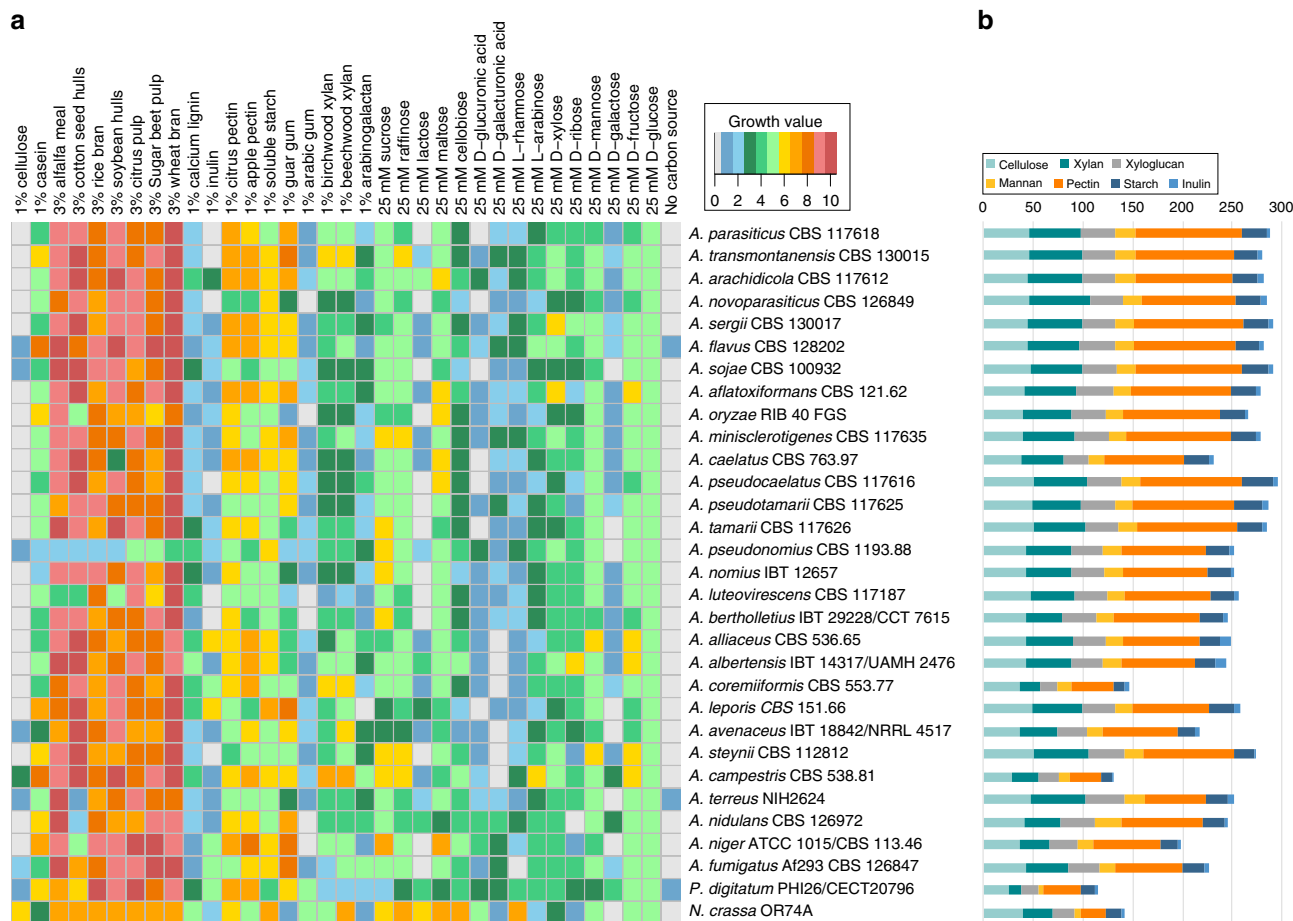 a
b
1% cellulose
1% casein
3% alfalfa meal
3% cotton seed hulls
3% rice bran
3% soybean hulls
3% citrus pulp
3% Sugar beet pulp
3% wheat bran
1% calcium lignin
1% inulin
1% citrus pectin
1% apple pectin
1% soluble starch
1% guar gum
1% arabic gum
1% birchwood xylan
1% beechwood xylan
1% arabinogalactan
25 mM sucrose
25 mM raffinose
25 mM lactose
25 mM maltose
25 mM cellobiose
25 mM D-glucuronic acid
25 mM D-galacturonic acid
25 mM L-rhamnose
25 mM L-arabinose
25 mM D-xylose
25 mM D-ribose
25 mM D-mannose
25 mM D-galactose
25 mM D-fructose
25 mM D-glucose
No carbon source
Growth value
0 2 4 6 8 10
Cellulose Xylan Xyloglucan
Mannan Pectin Starch Inulin
0 50 100 150 200 250 300
A. parasiticus CBS 117618
A. transmontanensis CBS 130015
A. arachidicola CBS 117612
A. novoparasiticus CBS 126849
A. sergii CBS 130017
A. flavus CBS 128202
A. sojae CBS 100932
A. aflatoxiformans CBS 121.62
A. oryzae RIB 40 FGS
A. minisclerotigenes CBS 117635
A. caelatus CBS 763.97
A. pseudocaelatus CBS 117616
A. pseudotamarii CBS 117625
A. tamarii CBS 117626
A. pseudonomius CBS 1193.88
A. nomius IBT 12657
A. luteovirescens CBS 117187
A. bertholletius IBT 29228/CCT 7615
A. alliaceus CBS 536.65
A. albertensis IBT 14317/UAMH 2476
A. coremiiformis CBS 553.77
A. leporis CBS 151.66
A. avenaceus IBT 18842/NRRL 4517
A. steynii CBS 112812
A. campestris CBS 538.81
A. terreus NIH2624
A. nidulans CBS 126972
A. niger ATCC 1015/CBS 113.46
A. fumigatus Af293 CBS 126847
P. digitatum PHI26/CECT20796
N. crassa OR74A